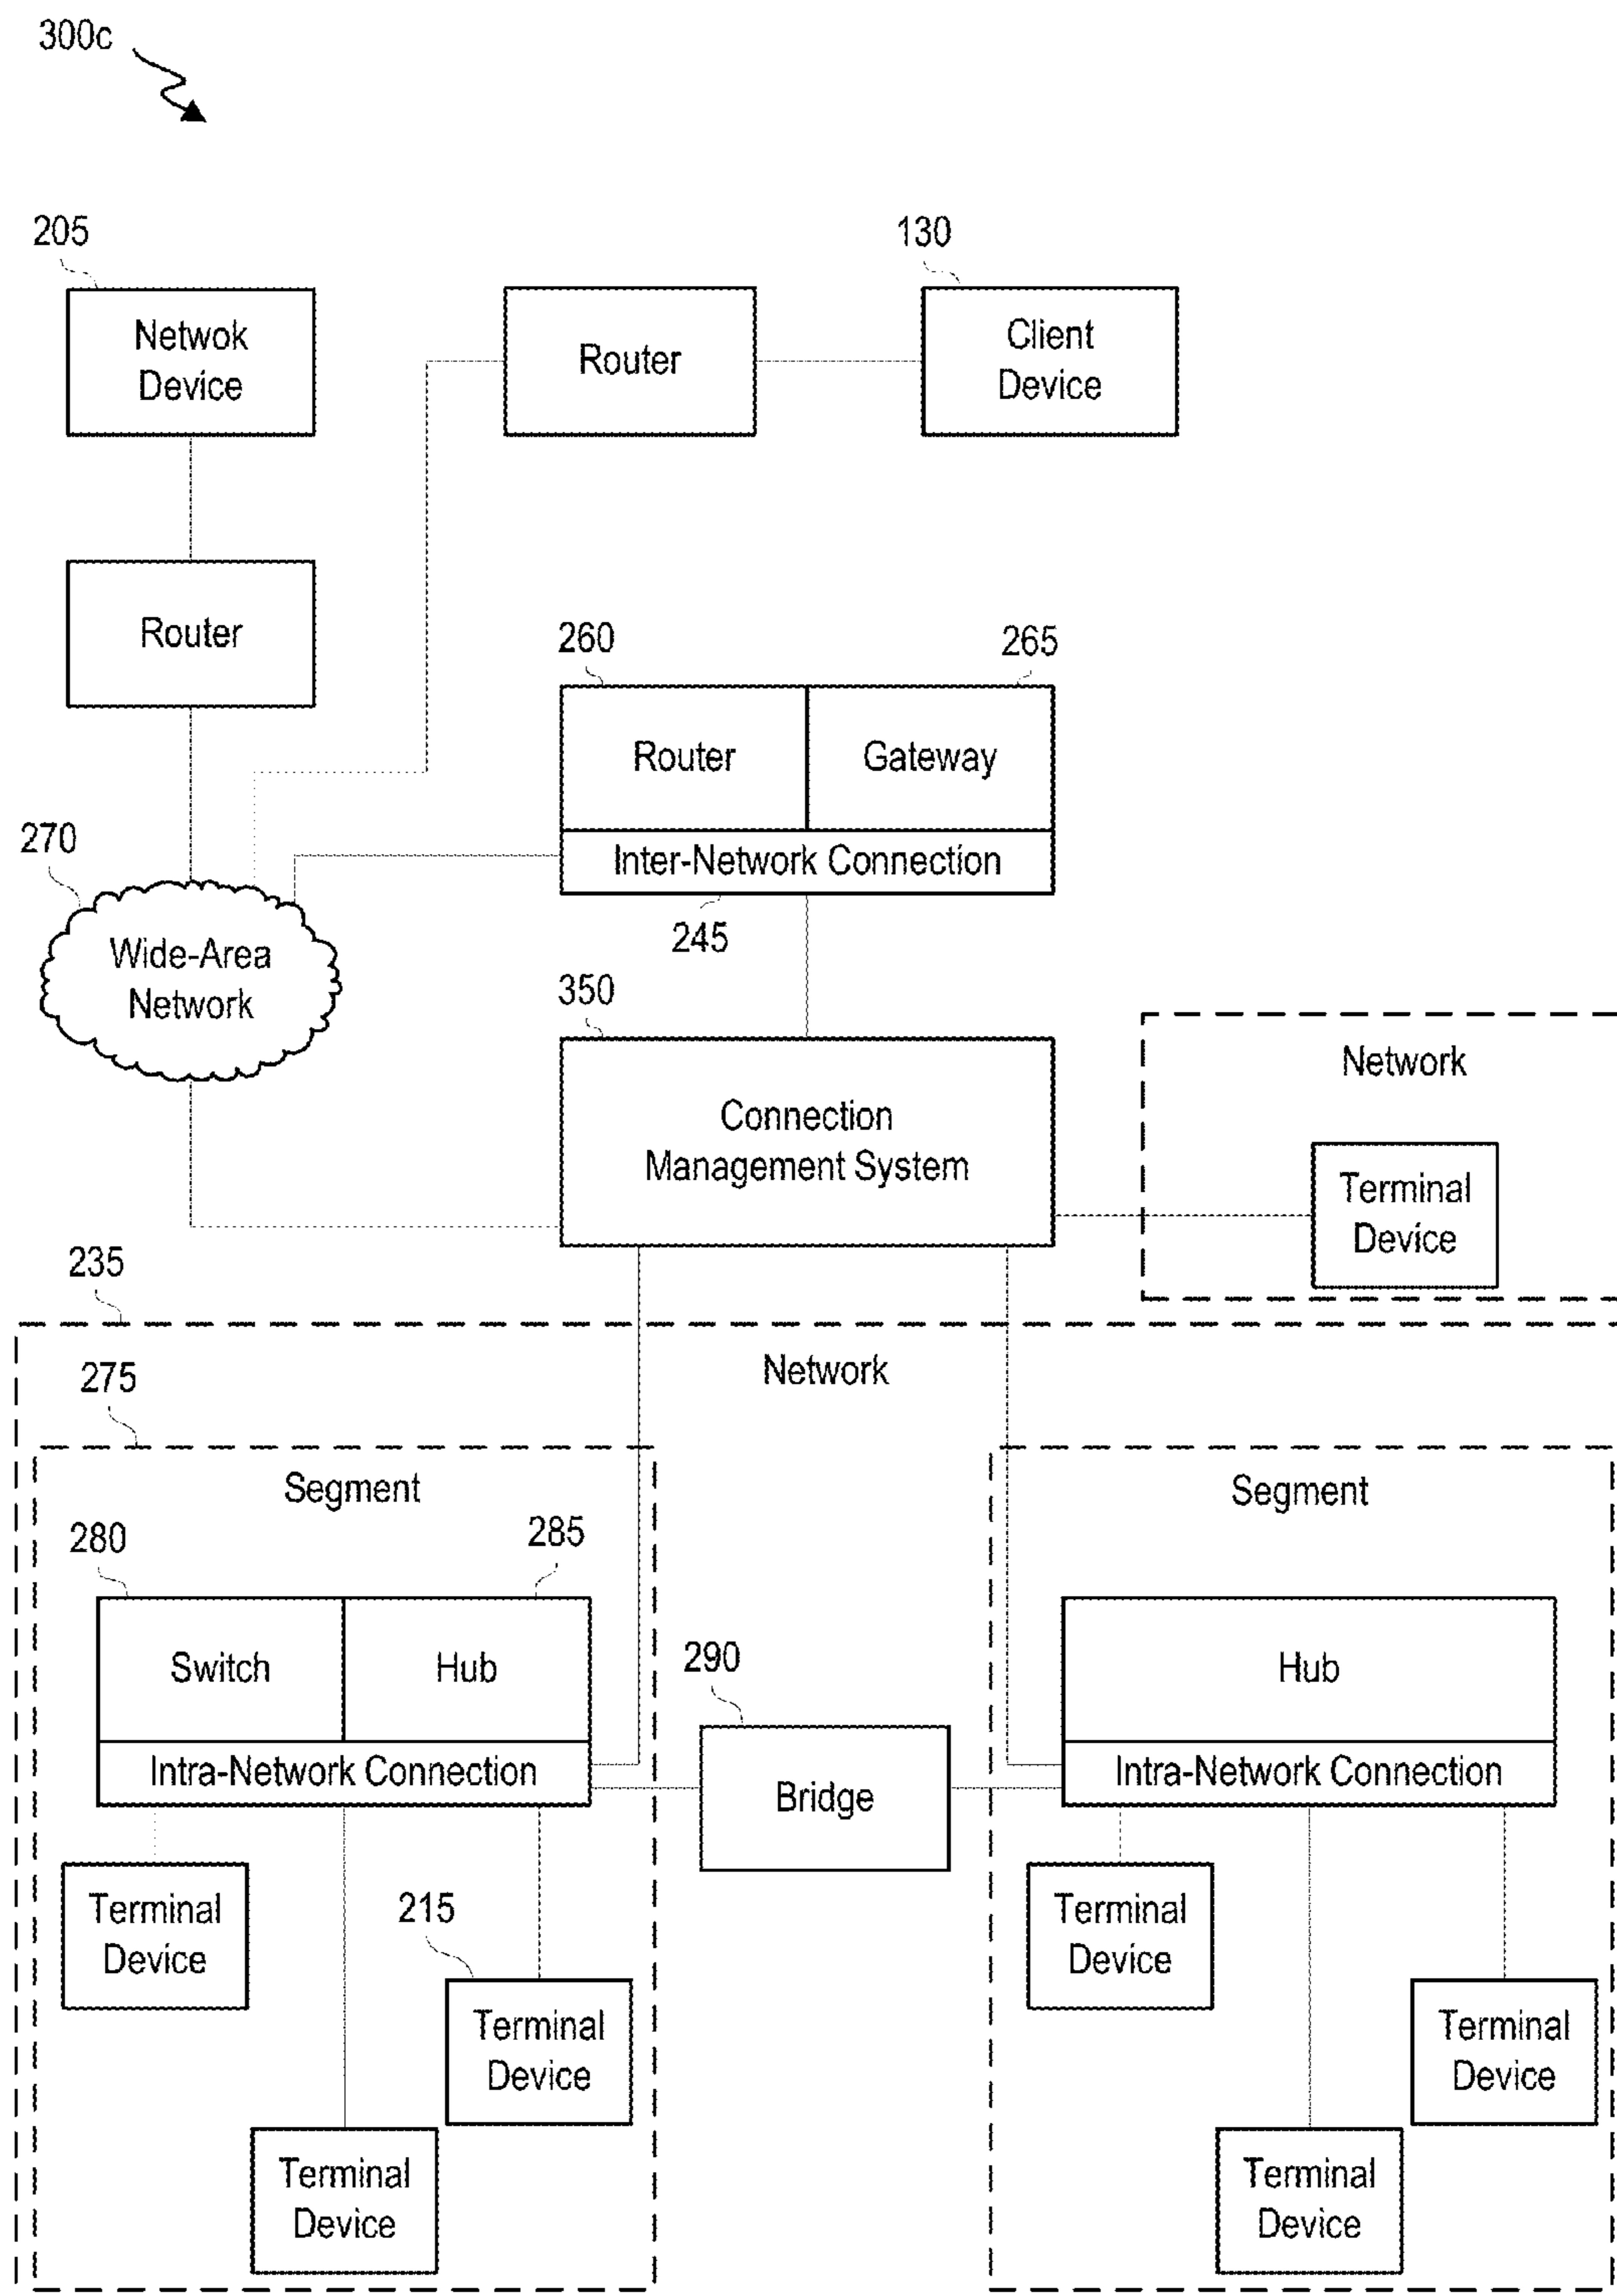 300c
205
130
Netwok
Device
Router
Client
Device
Router
260
265
Router
Gateway
Inter-Network Connection
245
270
Wide-Area
Network
350
Connection
Management System
Network
Terminal
Device
235
Network
275
Segment
280
285
Switch
Hub
Intra-Network Connection
290
Bridge
Segment
Hub
Intra-Network Connection
Terminal
Device
215
Terminal
Device
Terminal
Device
Terminal
Device
Terminal
Device
Terminal
Device